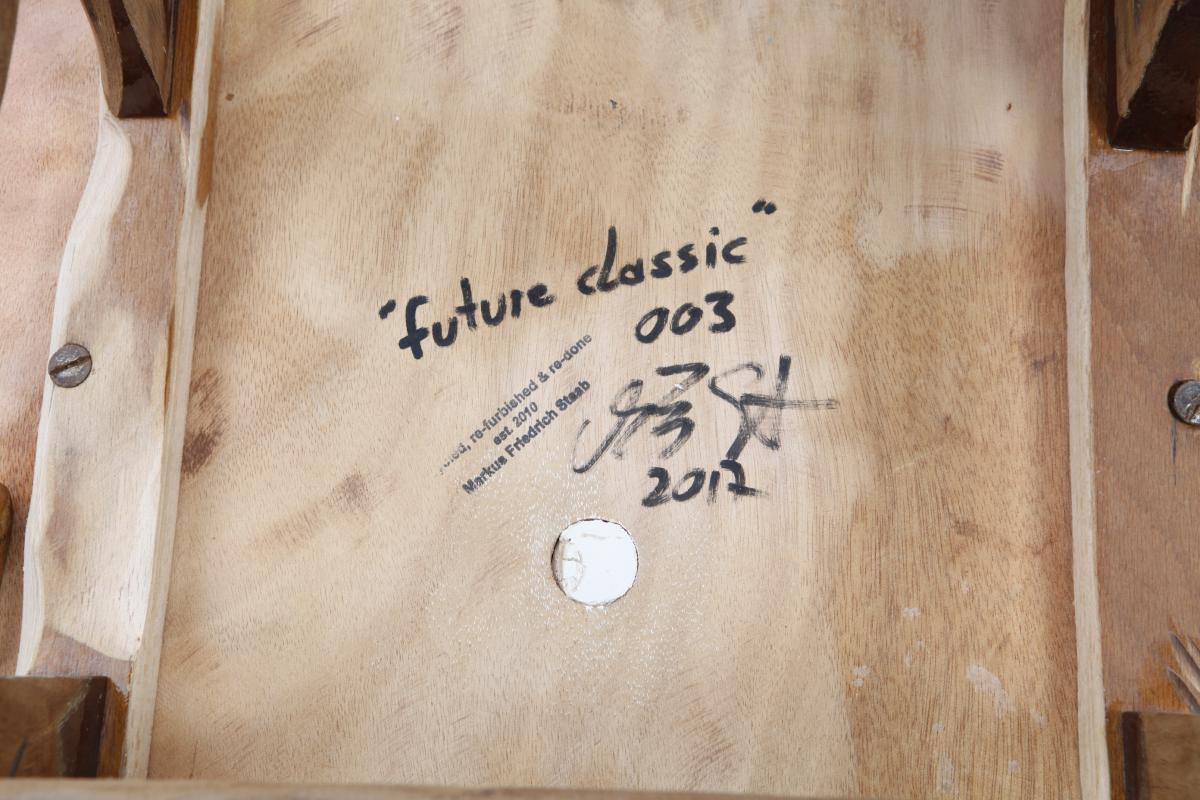 "future classic"
003
re-furbished & re-done
est. 2010
Markus Friedrich Staab
2012